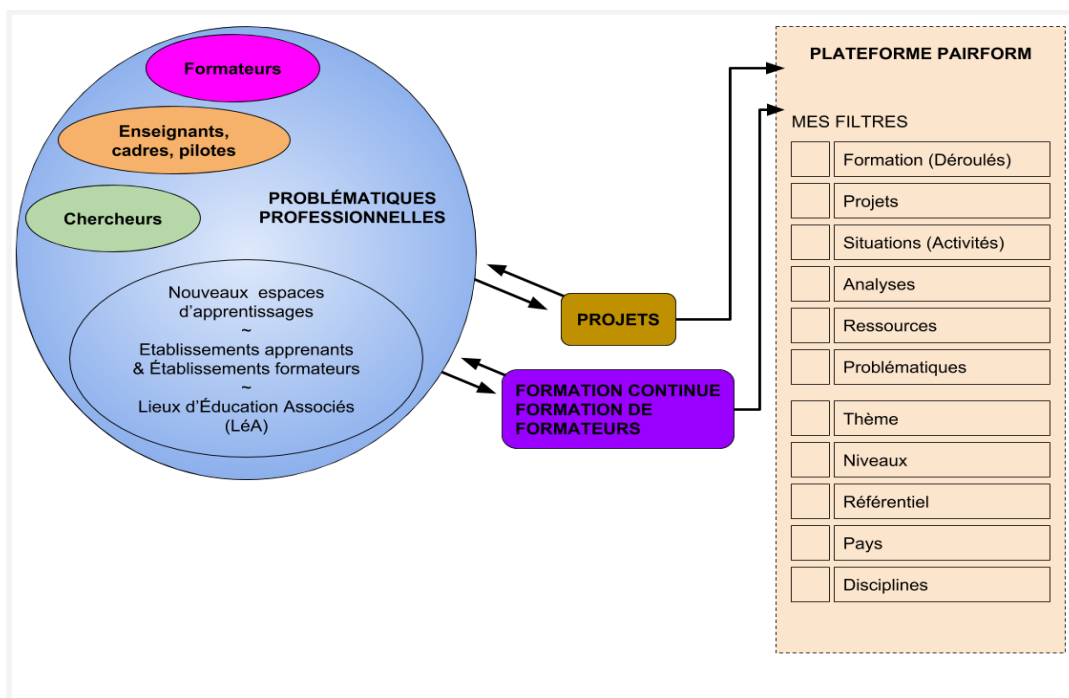 Formateurs
Enseignants,
cadres, pilotes
Chercheurs
PROBLÉMATIQUES
PROFESSIONNELLES
Nouveaux espaces
d'apprentissages
~
Etablissements apprenants
& Établissements formateurs
~
Lieux d'Éducation Associés
(LéA)
PROJETS
FORMATION CONTINUE
FORMATION DE
FORMATEURS
PLATEFORME PAIRFORM
MES FILTRES
Formation (Déroulés)
Projets
Situations (Activités)
Analyses
Ressources
Problématiques
Thème
Niveaux
Référentiel
Pays
Disciplines